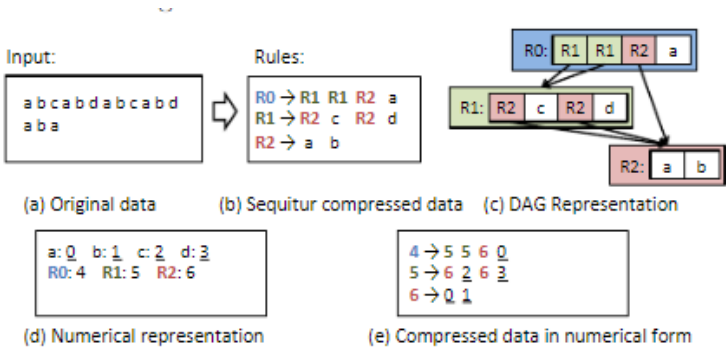 Input:
a b c a b d a b c a b d
a b a
Rules:
R0 → R1 R1 R2 a
R1 → R2 c R2 d
R2 → a b
R0: R1 R1 R2 a
R1: R2 c R2 d
R2: a b
(a) Original data
(b) Sequitur compressed data
(c) DAG Representation
a: 0 b: 1 c: 2 d: 3
R0: 4 R1: 5 R2: 6
4 → 5 5 6 0
5 → 6 2 6 3
6 → 0 1
(d) Numerical representation
(e) Compressed data in numerical form